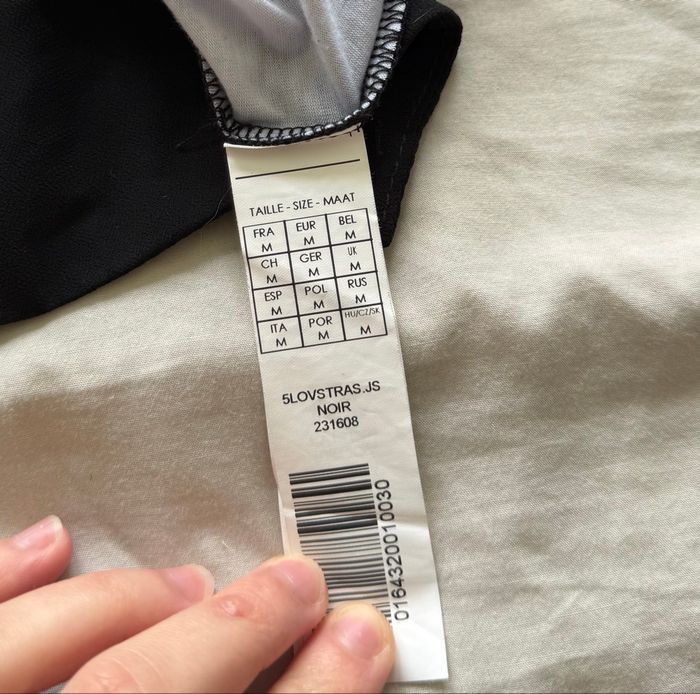 TAILLE - SIZE - MAAT
FRA EUR BEL
M M M
CH GER UK
M M M
ESP POL RUS
M M M
ITA POR HU/CZ/SK
M M M
5LOVSTRAS.JS
NOIR
231608
0164320010030